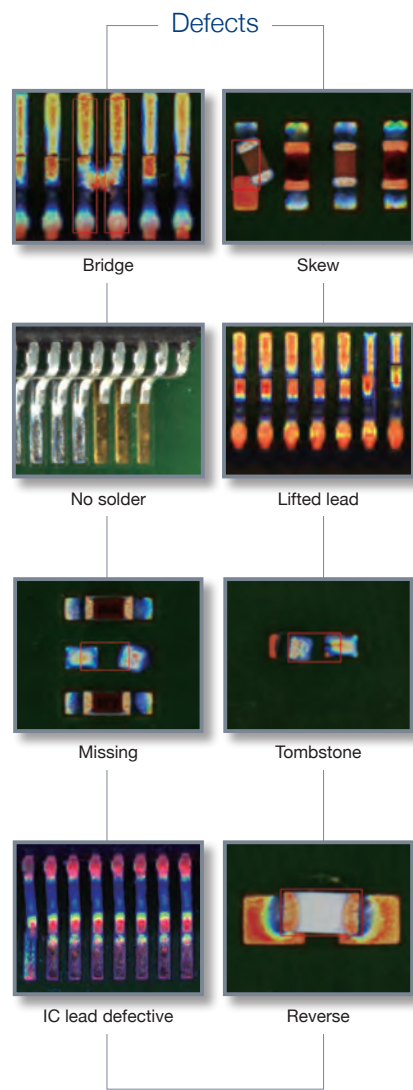 Defects
Bridge
Skew
No solder
Lifted lead
Missing
Tombstone
IC lead defective
Reverse